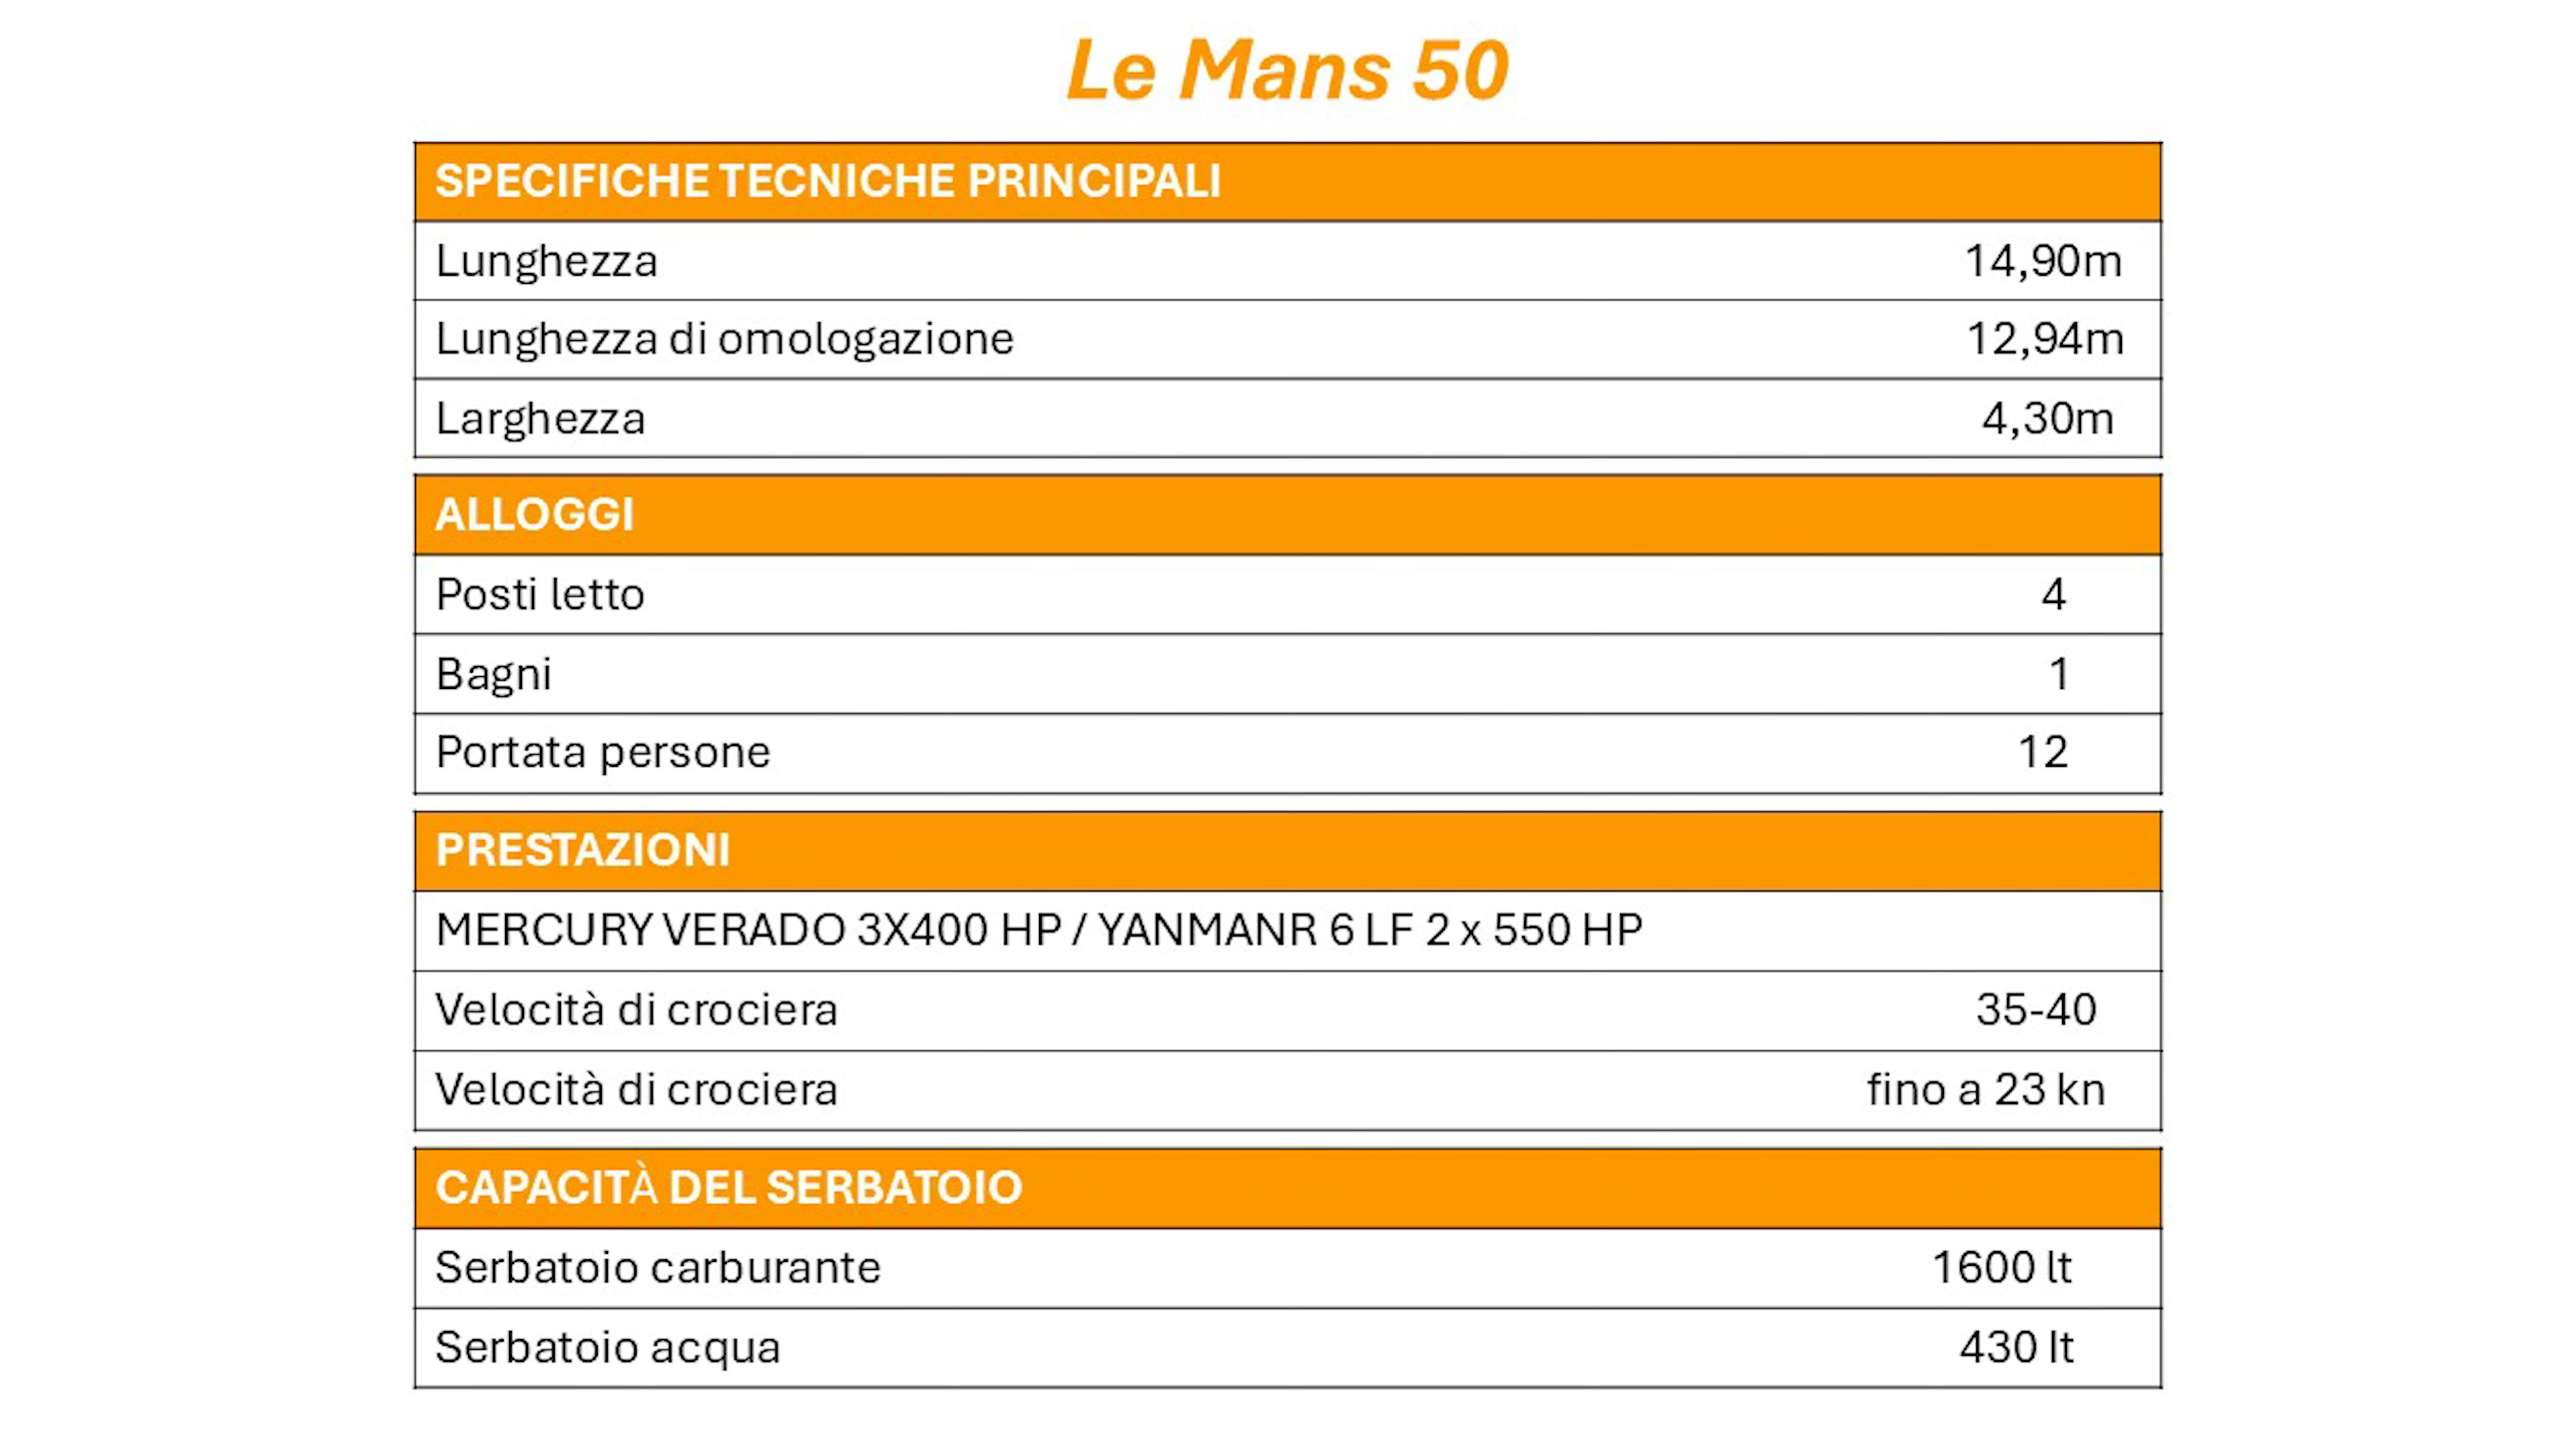 Le Mans 50
SPECIFICHE TECNICHE PRINCIPALI
Lunghezza 14,90m
Lunghezza di omologazione 12,94m
Larghezza 4,30m
ALLOGGI
Posti letto 4
Bagni 1
Portata persone 12
PRESTAZIONI
MERCURY VERADO 3X400 HP / YANMANR 6 LF 2 x 550 HP
Velocità di crociera 35-40
Velocità di crociera fino a 23 kn
CAPACITÀ DEL SERBATOIO
Serbatoio carburante 1600 lt
Serbatoio acqua 430 lt